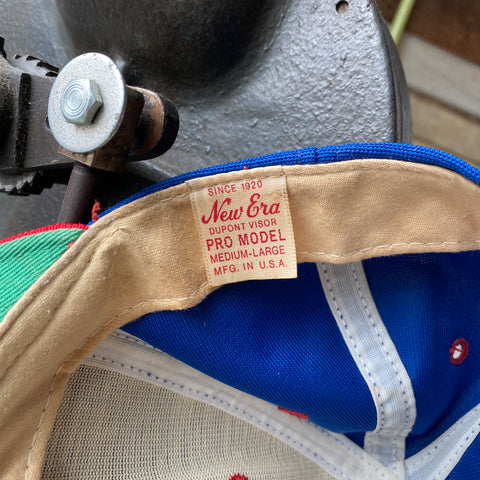 SINCE 1920
New Era
DUPONT VISOR
PRO MODEL
MEDIUM-LARGE
MFG. IN U.S.A.